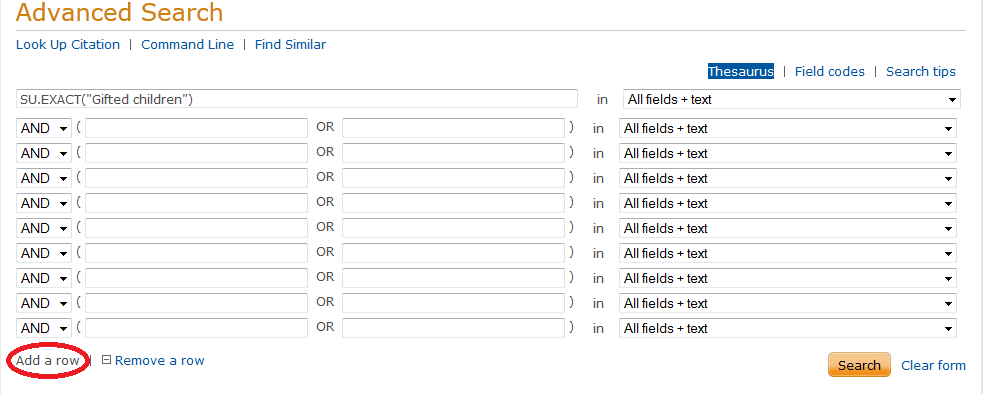 Advanced Search
Look Up Citation | Command Line | Find Similar
Thesaurus | Field codes | Search tips
SU.EXACT("Gifted children") in All fields + text
AND ( OR ) in All fields + text
AND ( OR ) in All fields + text
AND ( OR ) in All fields + text
AND ( OR ) in All fields + text
AND ( OR ) in All fields + text
AND ( OR ) in All fields + text
AND ( OR ) in All fields + text
AND ( OR ) in All fields + text
AND ( OR ) in All fields + text
Add a row | Remove a row
Search Clear form